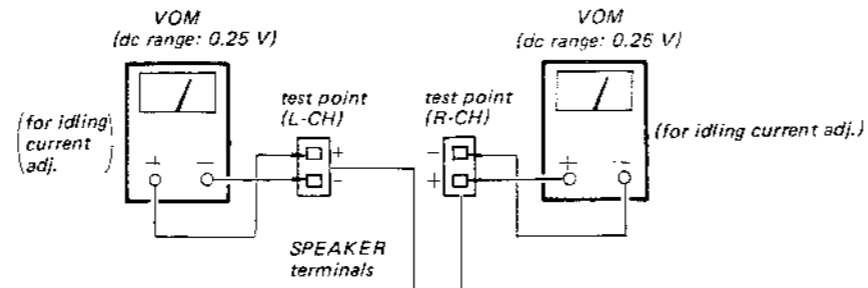 VOM
(dc range: 0.25 V)
VOM
(dc range: 0.25 V)
(for idling
current
adj.)
test point
(L-CH)
test point
(R-CH)
(for idling current adj.)
+ −
+
−
−
+
+ −
SPEAKER
terminals